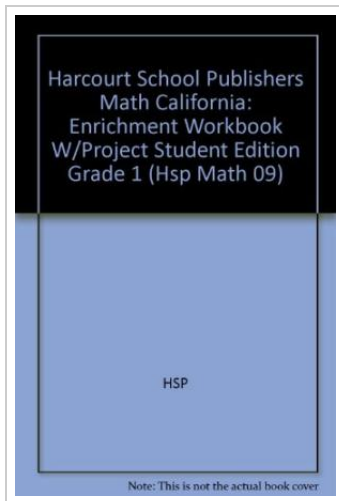 Harcourt School Publishers
Math California:
Enrichment Workbook
W/Project Student Edition
Grade 1 (Hsp Math 09)
HSP
Note: This is not the actual book cover